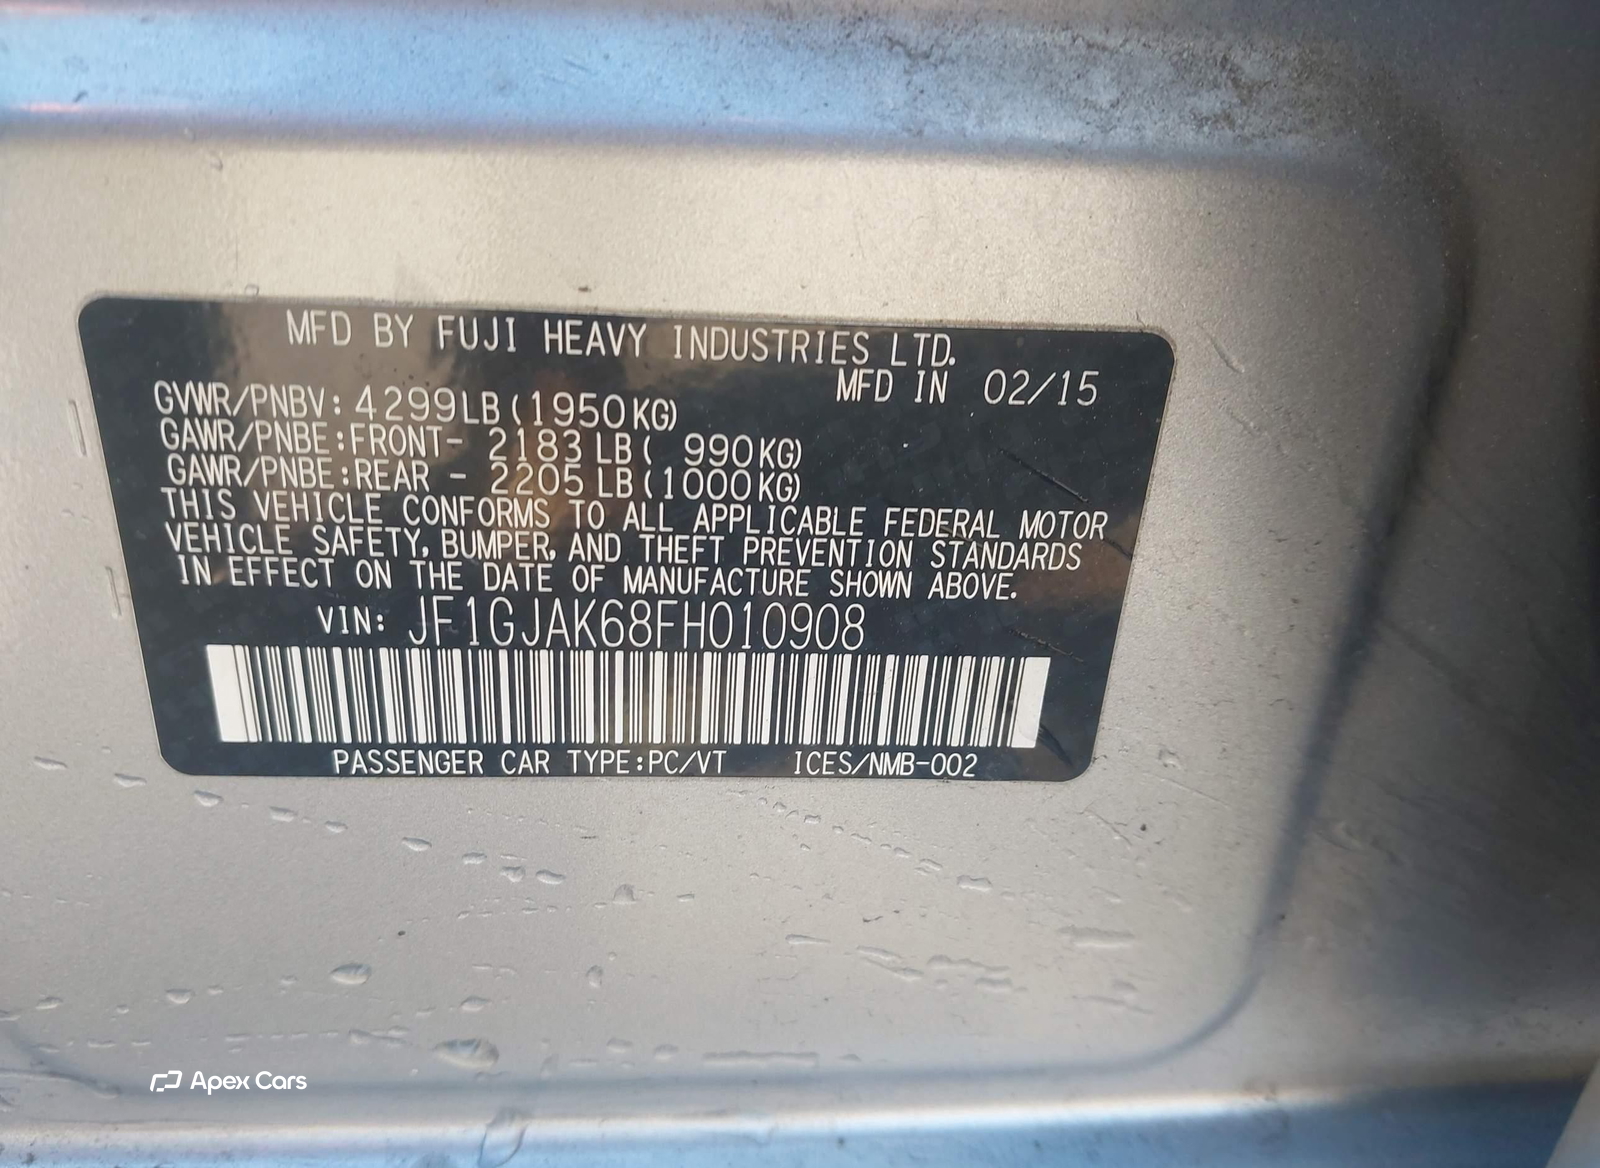 MFD BY FUJI HEAVY INDUSTRIES LTD.
MFD IN 02/15
GVWR/PNBV: 4299LB (1950KG)
GAWR/PNBE:FRONT- 2183 LB ( 990KG)
GAWR/PNBE:REAR - 2205 LB (1000KG)
THIS VEHICLE CONFORMS TO ALL APPLICABLE FEDERAL MOTOR
VEHICLE SAFETY, BUMPER, AND THEFT PREVENTION STANDARDS
IN EFFECT ON THE DATE OF MANUFACTURE SHOWN ABOVE.
VIN: JF1GJAK68FH010908
PASSENGER CAR TYPE:PC/VT ICES/NMB-002
Apex Cars